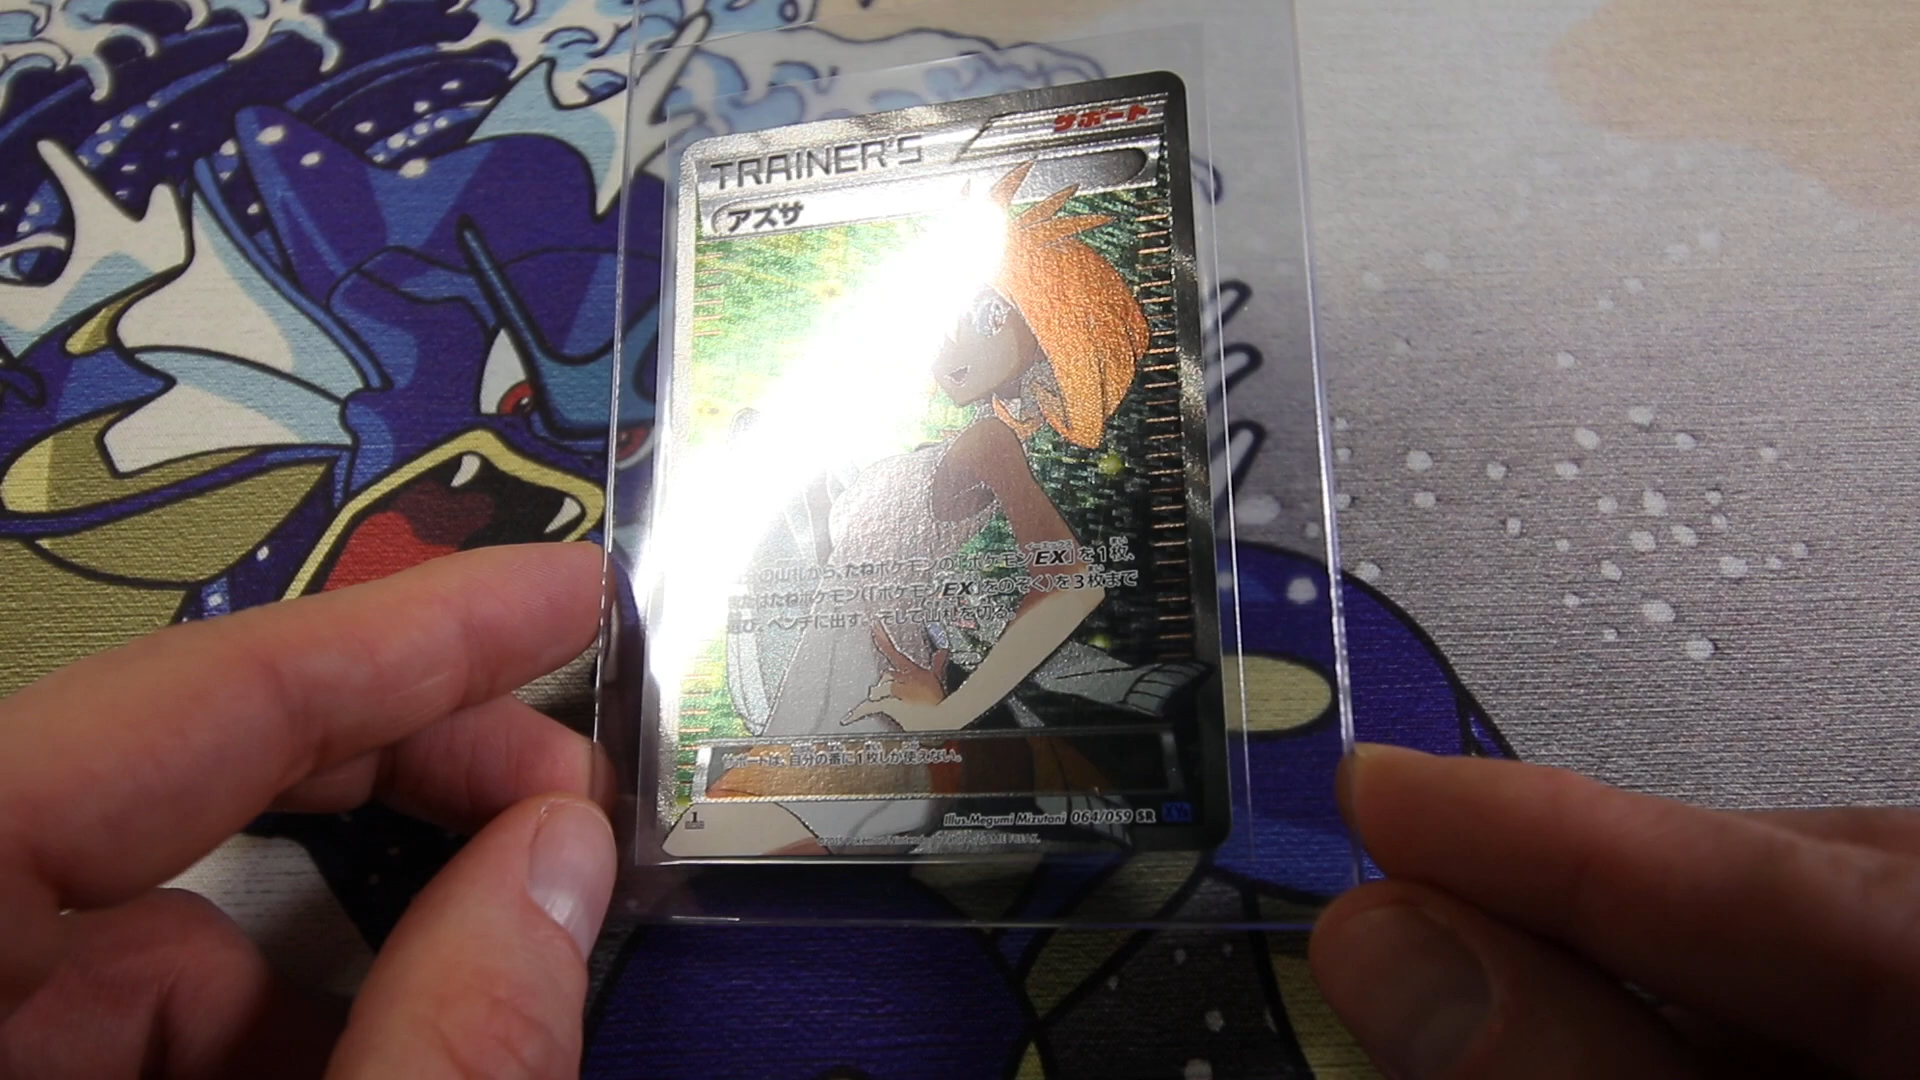 サポート
TRAINER'S
アズサ
の山札から、たねポケモンの「ポケモンEX」を1枚、
またはたねポケモン(「ポケモンEX」をのぞく)を3枚まで
選び、ベンチに出す。そして山札を切る。
サポートは、自分の番に1枚しか使えない。
1
Illus. Megumi Mizutani 064/059 SR